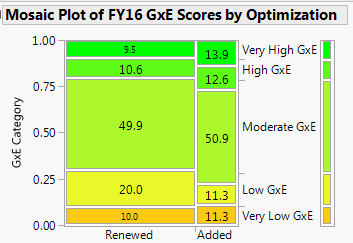 Mosaic Plot of FY16 GxE Scores by Optimization
1.00
0.75
0.50
0.25
0.00
GxE Category
9.5
10.6
49.9
20.0
10.0
13.9
12.6
50.9
11.3
11.3
Very High GxE
High GxE
Moderate GxE
Low GxE
Very Low GxE
Renewed
Added